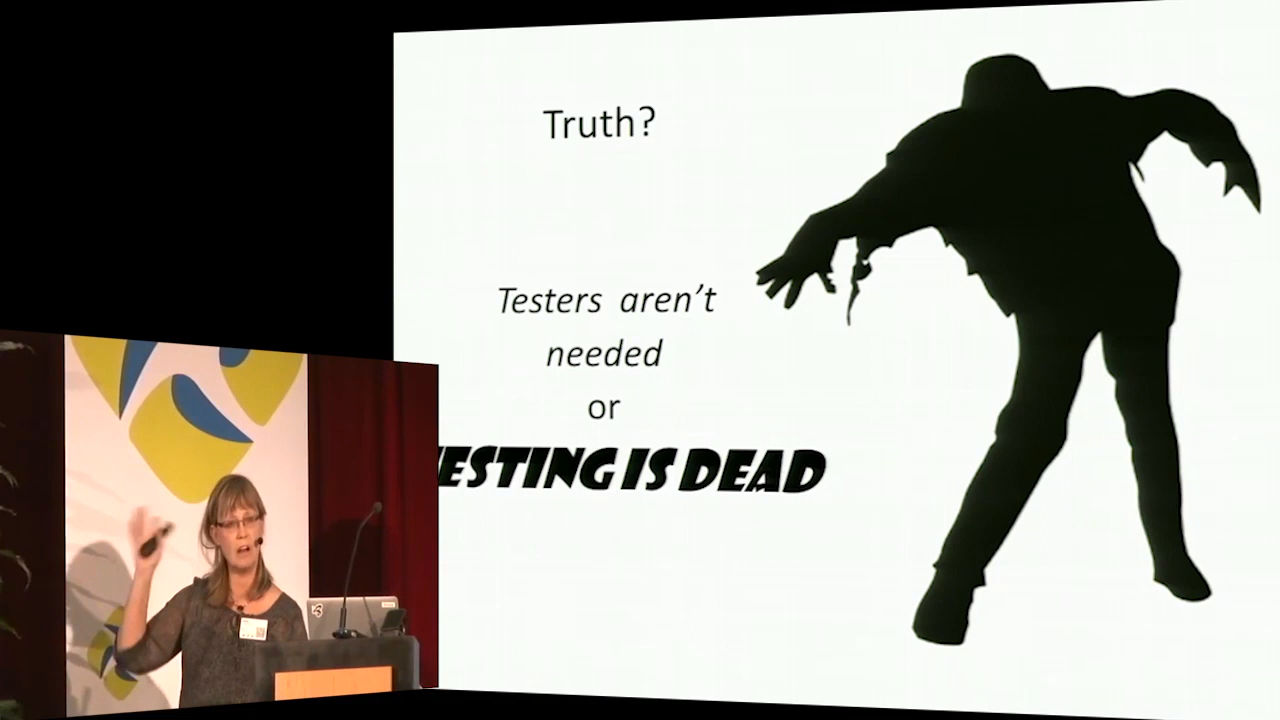 Truth?
Testers aren't
needed
or
ESTING IS DEAD